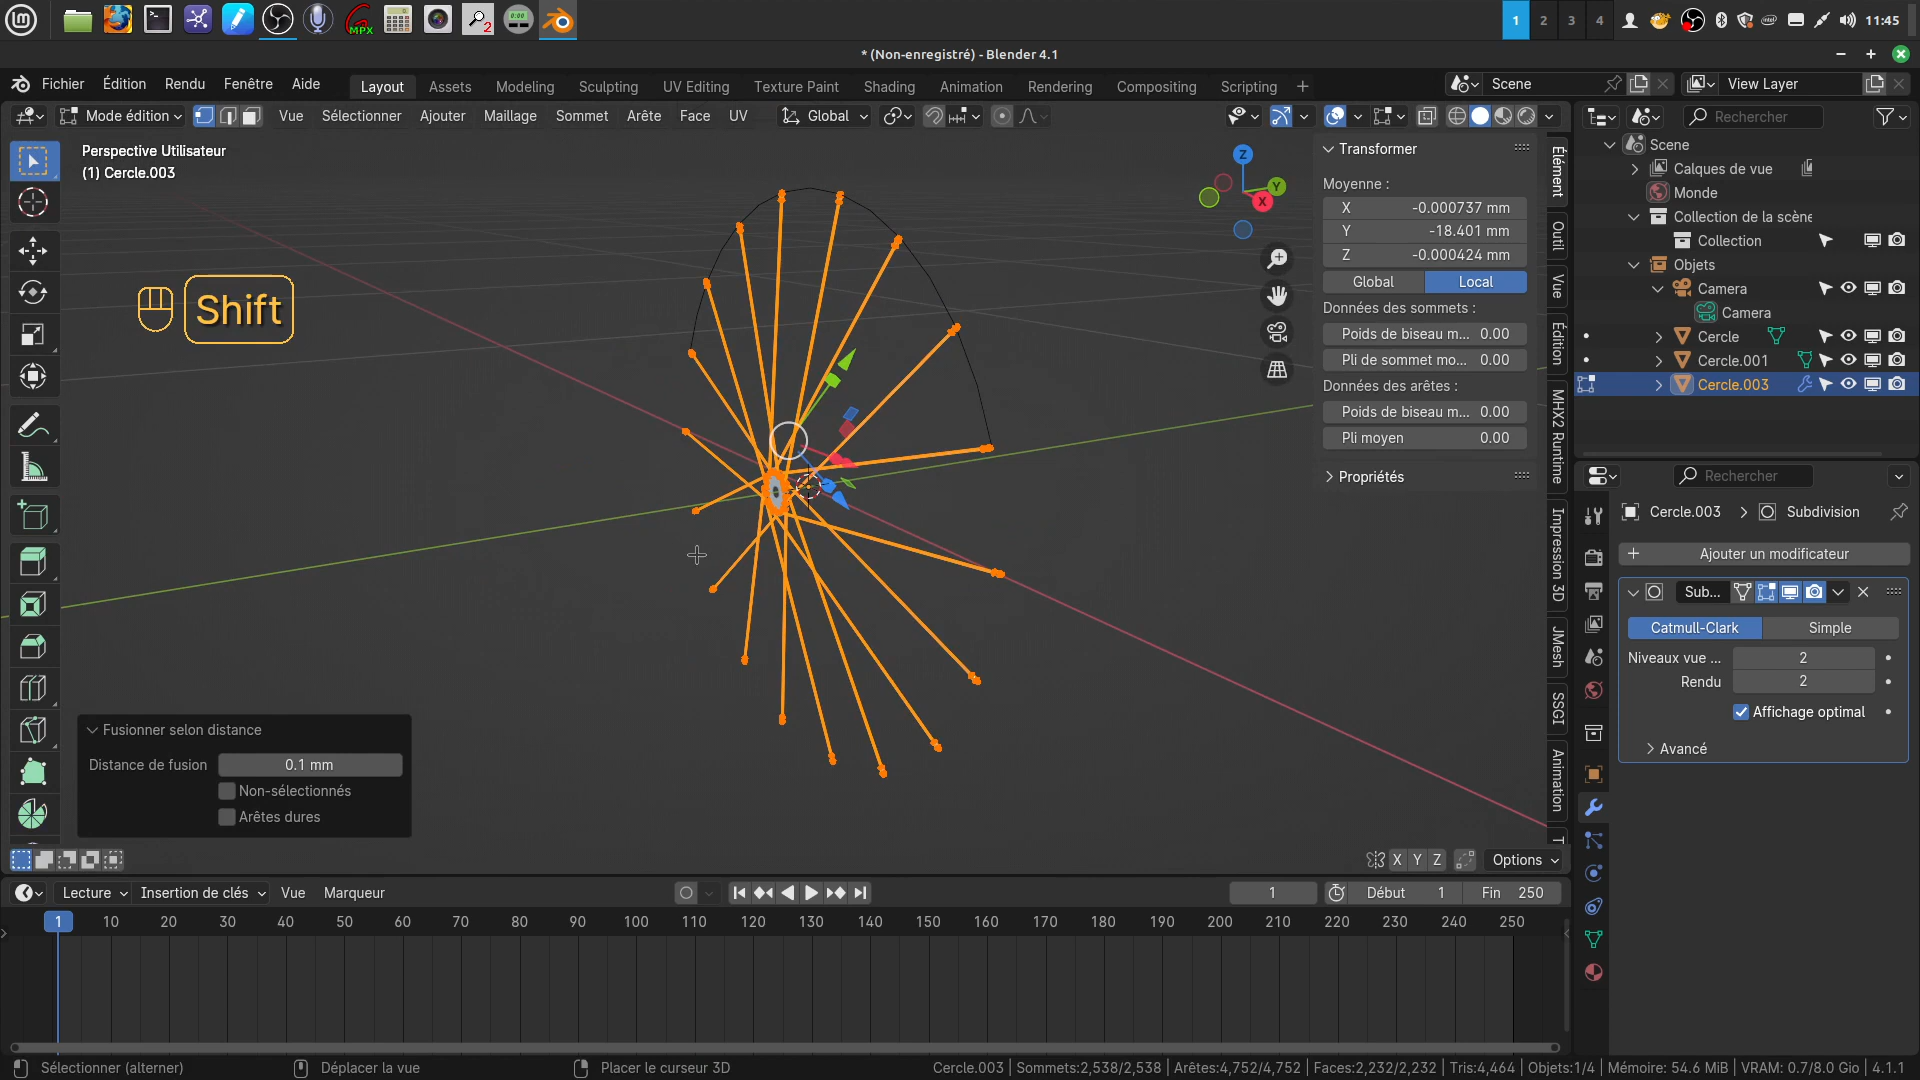 MPX
2
0:00
1
2
3
4
11:45
* (Non-enregistré) - Blender 4.1
Fichier
Édition
Rendu
Fenêtre
Aide
Layout
Assets
Modeling
Sculpting
UV Editing
Texture Paint
Shading
Animation
Rendering
Compositing
Scripting
Scene
View Layer
Mode édition
Vue
Sélectionner
Ajouter
Maillage
Sommet
Arête
Face
UV
Global
Rechercher
Perspective Utilisateur
(1) Cercle.003
Z
Y
X
Shift
Transformer
Moyenne :
X -0.000737 mm
Y -18.401 mm
Z -0.000424 mm
Global
Local
Données des sommets :
Poids de biseau m... 0.00
Pli de sommet mo... 0.00
Données des arêtes :
Poids de biseau m... 0.00
Pli moyen 0.00
Propriétés
Élément
Outil
Vue
Édition
MHX2 Runtime
Impression 3D
JMesh
SSGI
Animation
Scene
Calques de vue
Monde
Collection de la scène
Collection
Objets
Camera
Camera
Cercle
Cercle.001
Cercle.003
Rechercher
Cercle.003
Subdivision
Ajouter un modificateur
Sub...
Catmull-Clark
Simple
Niveaux vue ... 2
Rendu 2
Affichage optimal
Avancé
Fusionner selon distance
Distance de fusion 0.1 mm
Non-sélectionnés
Arêtes dures
X Y Z
Options
Lecture
Insertion de clés
Vue
Marqueur
1
Début 1
Fin 250
1 10 20 30 40 50 60 70 80 90 100 110 120 130 140 150 160 170 180 190 200 210 220 230 240 250
Sélectionner (alterner)
Déplacer la vue
Placer le curseur 3D
Cercle.003 | Sommets:2,538/2,538 | Arêtes:4,752/4,752 | Faces:2,232/2,232 | Tris:4,464 | Objets:1/4 | Mémoire: 54.6 MiB | VRAM: 0.7/8.0 Gio | 4.1.1